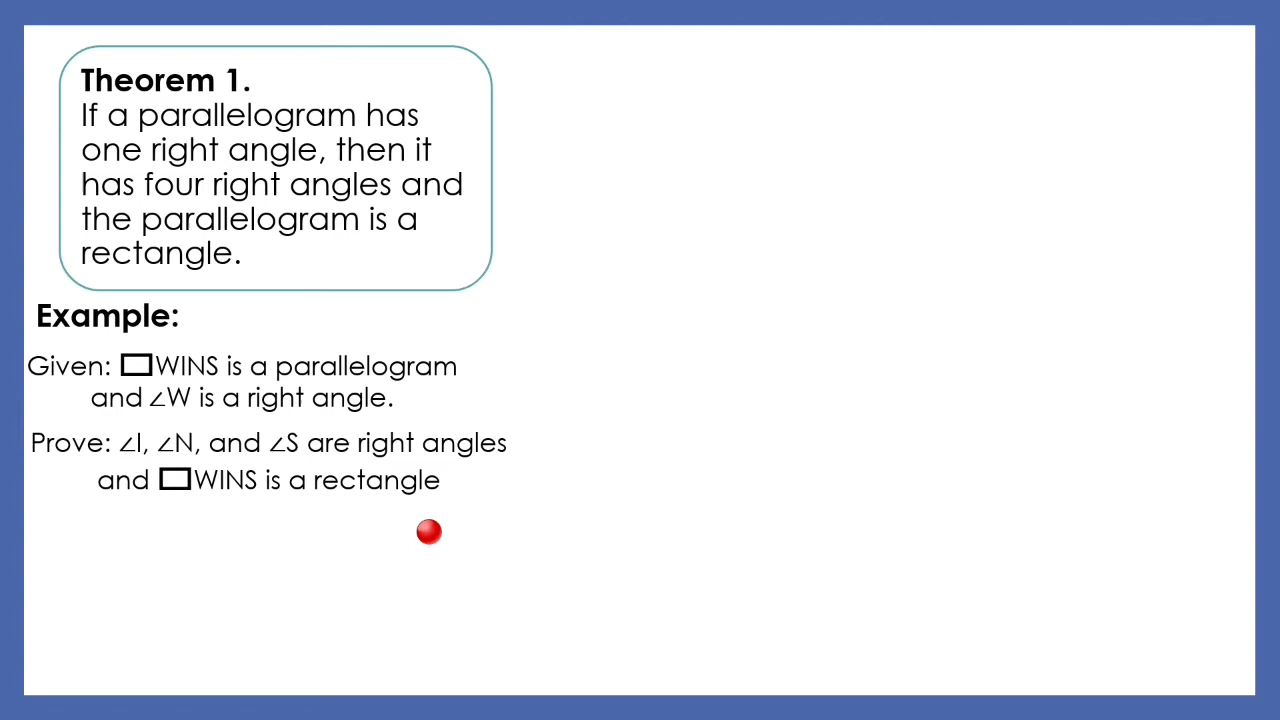 Theorem 1.
If a parallelogram has
one right angle, then it
has four right angles and
the parallelogram is a
rectangle.
Example:
Given: ▭WINS is a parallelogram
and ∠W is a right angle.
Prove: ∠I, ∠N, and ∠S are right angles
and ▭WINS is a rectangle